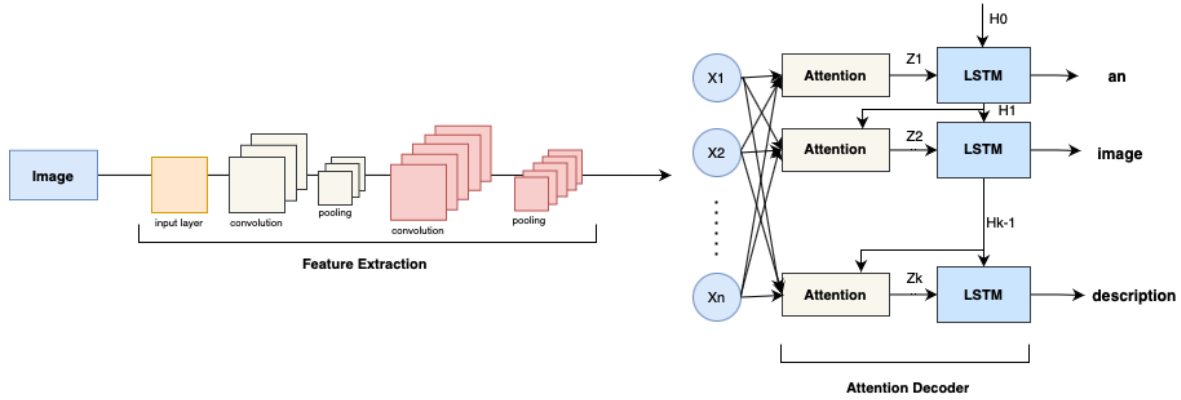 Image
input layer
convolution
pooling
convolution
pooling
Feature Extraction
H0
X1
Attention
Z1
LSTM
an
H1
X2
Attention
Z2
..
LSTM
image
Hk-1
Xn
Attention
Zk
..
LSTM
description
Attention Decoder